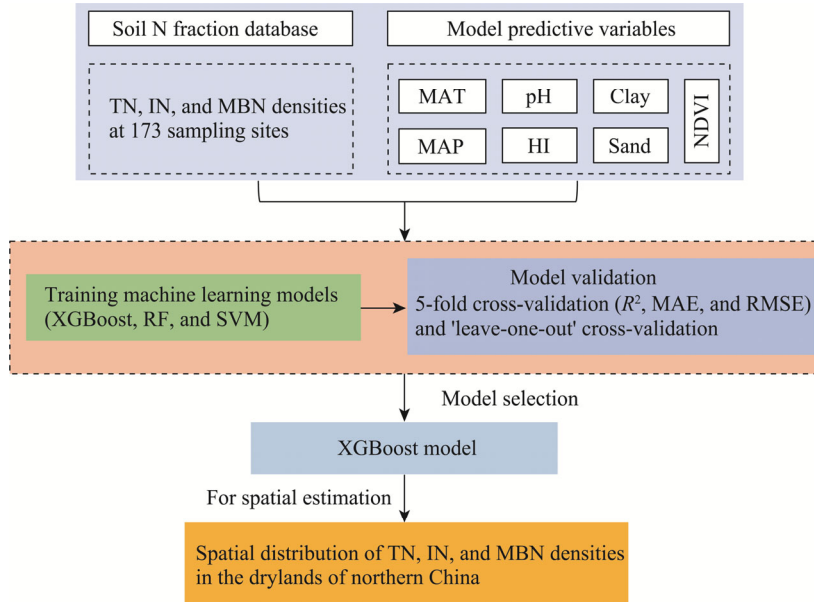 Soil N fraction database
Model predictive variables
TN, IN, and MBN densities
at 173 sampling sites
MAT
pH
Clay
NDVI
MAP
HI
Sand
Training machine learning models
(XGBoost, RF, and SVM)
Model validation
5-fold cross-validation (R², MAE, and RMSE)
and 'leave-one-out' cross-validation
Model selection
XGBoost model
For spatial estimation
Spatial distribution of TN, IN, and MBN densities
in the drylands of northern China